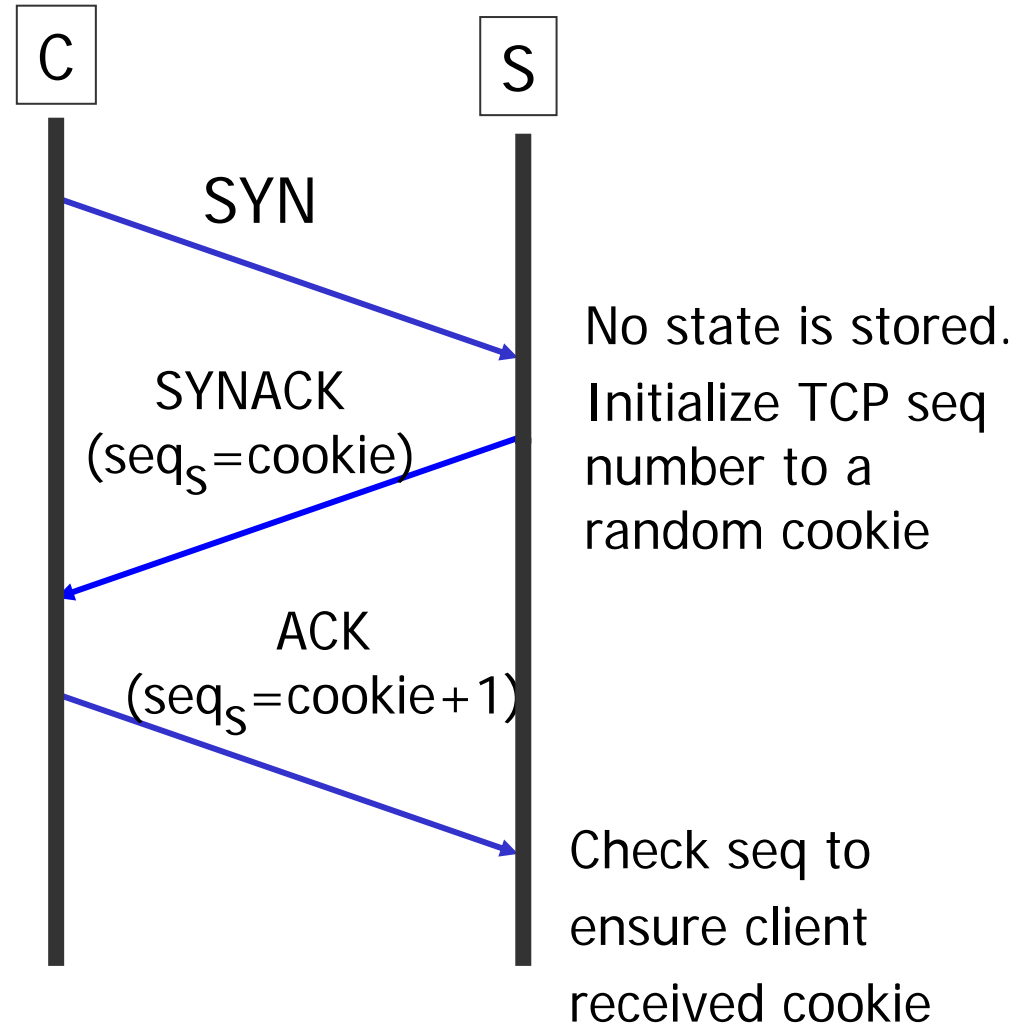 C
S
SYN
No state is stored.
Initialize TCP seq
number to a
random cookie
SYNACK
(seqS=cookie)
ACK
(seqS=cookie+1)
Check seq to
ensure client
received cookie